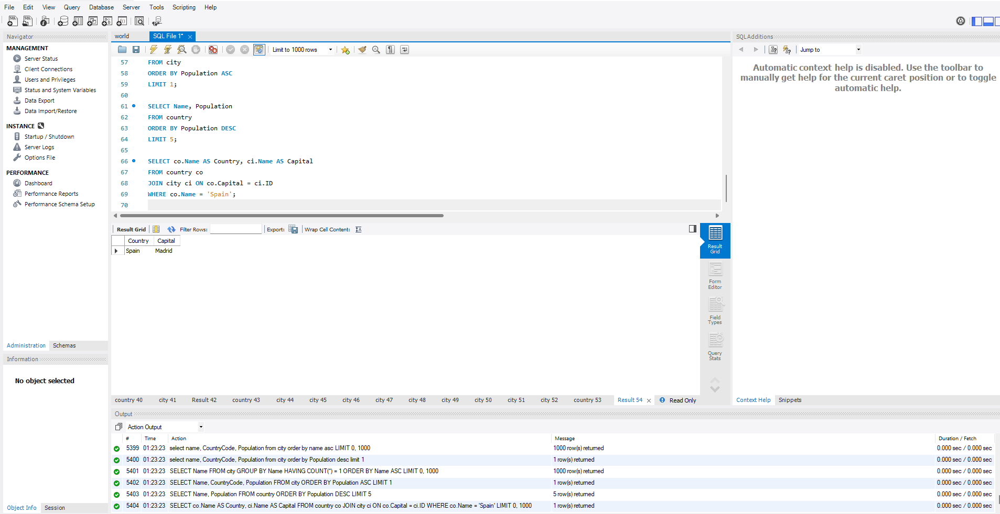 File Edit View Query Database Server Tools Scripting Help
Navigator
MANAGEMENT
Server Status
Client Connections
Users and Privileges
Status and System Variables
Data Export
Data Import/Restore
INSTANCE
Startup / Shutdown
Server Logs
Options File
PERFORMANCE
Dashboard
Performance Reports
Performance Schema Setup
Administration Schemas
Information
No object selected
Object Info Session
world SQL File 1*
Limit to 1000 rows
57 FROM city
58 ORDER BY Population ASC
59 LIMIT 1;
60
61 SELECT Name, Population
62 FROM country
63 ORDER BY Population DESC
64 LIMIT 5;
65
66 SELECT co.Name AS Country, ci.Name AS Capital
67 FROM country co
68 JOIN city ci ON co.Capital = ci.ID
69 WHERE co.Name = 'Spain';
70
Result Grid Filter Rows: Export: Wrap Cell Content:
Country Capital
Spain Madrid
Result Grid
Form Editor
Field Types
Query Stats
country 40 city 41 Result 42 country 43 city 44 city 45 city 46 city 47 city 48 city 49 city 50 city 51 city 52 country 53 Result 54 Read Only
SQLAdditions
Jump to
Automatic context help is disabled. Use the toolbar to
manually get help for the current caret position or to toggle
automatic help.
Context Help Snippets
Output
Action Output
# Time Action Message Duration / Fetch
5399 01:23:23 select name, CountryCode, Population from city order by name asc LIMIT 0, 1000 1000 row(s) returned 0.000 sec / 0.000 sec
5400 01:23:23 select name, CountryCode, Population from city order by Population desc limit 1 1 row(s) returned 0.000 sec / 0.000 sec
5401 01:23:23 SELECT Name FROM city GROUP BY Name HAVING COUNT(*) = 1 ORDER BY Name ASC LIMIT 0, 1000 1000 row(s) returned 0.000 sec / 0.000 sec
5402 01:23:23 SELECT Name, CountryCode, Population FROM city ORDER BY Population ASC LIMIT 1 1 row(s) returned 0.000 sec / 0.000 sec
5403 01:23:23 SELECT Name, Population FROM country ORDER BY Population DESC LIMIT 5 5 row(s) returned 0.000 sec / 0.000 sec
5404 01:23:23 SELECT co.Name AS Country, ci.Name AS Capital FROM country co JOIN city ci ON co.Capital = ci.ID WHERE co.Name = 'Spain' LIMIT 0, 1000 1 row(s) returned 0.000 sec / 0.000 sec